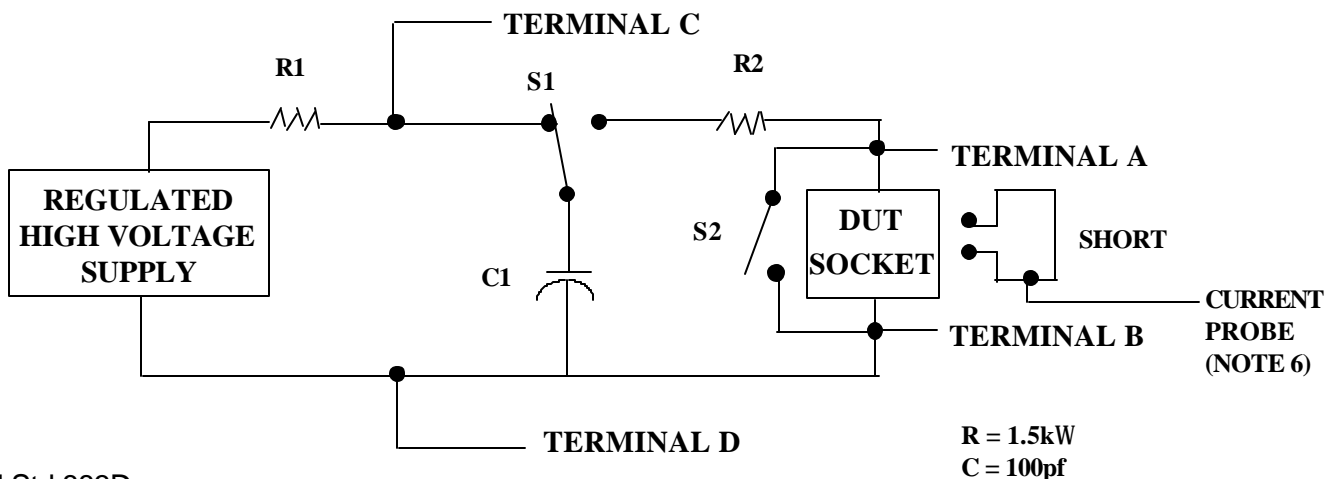 TERMINAL C
R1
R2
S1
TERMINAL A
REGULATED
HIGH VOLTAGE
SUPPLY
DUT
SOCKET
S2
SHORT
C1
CURRENT
PROBE
(NOTE 6)
TERMINAL B
TERMINAL D
R = 1.5kW
C = 100pf